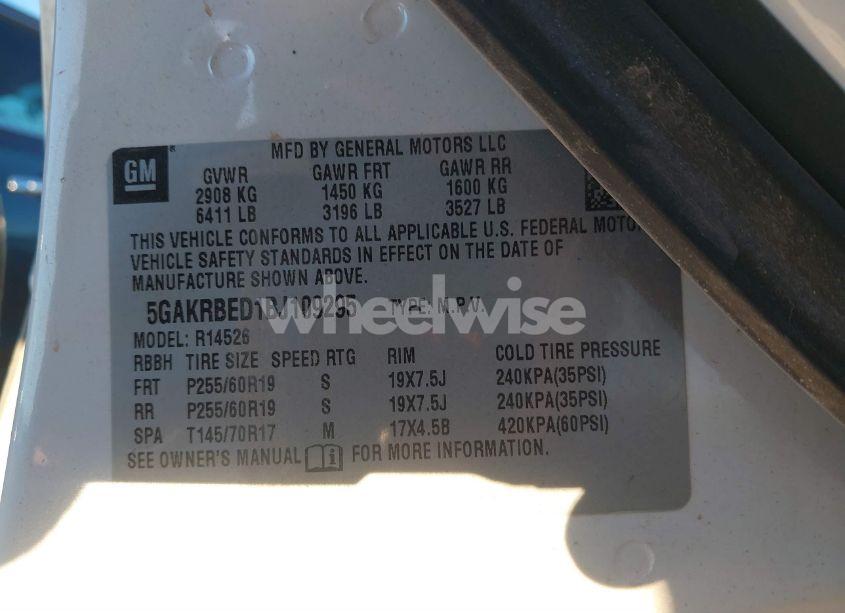 MFD BY GENERAL MOTORS LLC
GM
GVWR GAWR FRT GAWR RR
2908 KG 1450 KG 1600 KG
6411 LB 3196 LB 3527 LB
THIS VEHICLE CONFORMS TO ALL APPLICABLE U.S. FEDERAL MOTOR
VEHICLE SAFETY STANDARDS IN EFFECT ON THE DATE OF
MANUFACTURE SHOWN ABOVE.
5GAKRBED1BJ109295 TYPE: M.P.V.
wheelwise
MODEL: R14526
RBBH TIRE SIZE SPEED RTG RIM COLD TIRE PRESSURE
FRT P255/60R19 S 19X7.5J 240KPA(35PSI)
RR P255/60R19 S 19X7.5J 240KPA(35PSI)
SPA T145/70R17 M 17X4.5B 420KPA(60PSI)
SEE OWNER'S MANUAL FOR MORE INFORMATION.